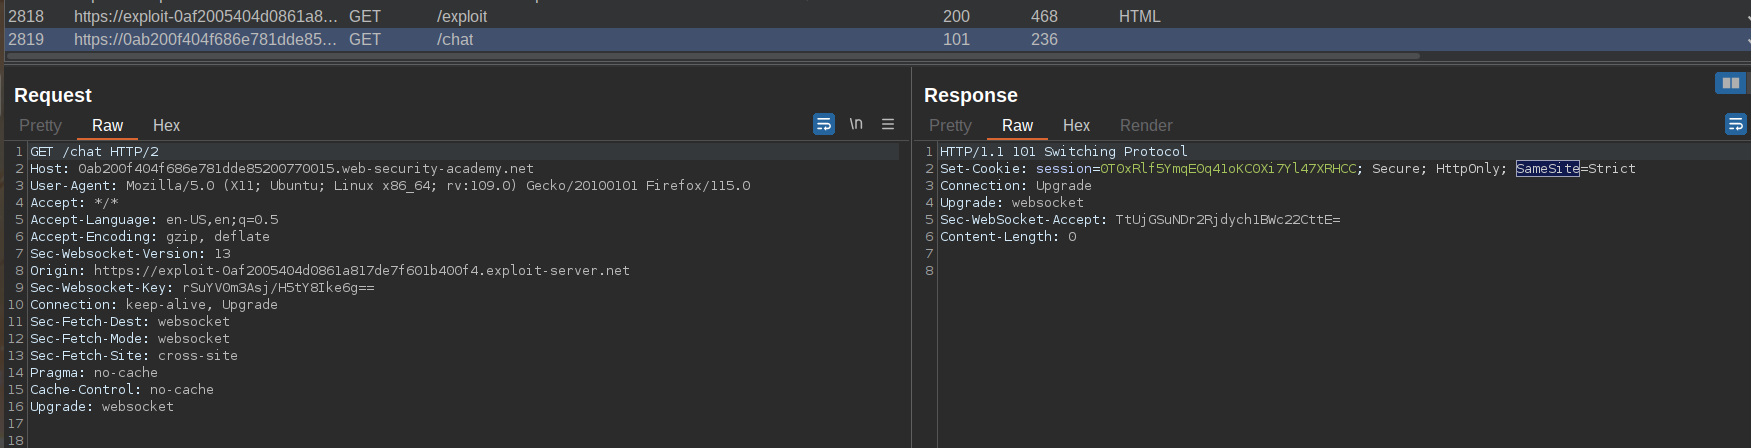 2818 https://exploit-0af2005404d0861a8... GET /exploit 200 468 HTML
2819 https://0ab200f404f686e781dde85... GET /chat 101 236
Request
Pretty Raw Hex
\n
1 GET /chat HTTP/2
2 Host: 0ab200f404f686e781dde85200770015.web-security-academy.net
3 User-Agent: Mozilla/5.0 (X11; Ubuntu; Linux x86_64; rv:109.0) Gecko/20100101 Firefox/115.0
4 Accept: */*
5 Accept-Language: en-US,en;q=0.5
6 Accept-Encoding: gzip, deflate
7 Sec-Websocket-Version: 13
8 Origin: https://exploit-0af2005404d0861a817de7f601b400f4.exploit-server.net
9 Sec-Websocket-Key: rSuYV0m3Asj/H5tY8Ike6g==
10 Connection: keep-alive, Upgrade
11 Sec-Fetch-Dest: websocket
12 Sec-Fetch-Mode: websocket
13 Sec-Fetch-Site: cross-site
14 Pragma: no-cache
15 Cache-Control: no-cache
16 Upgrade: websocket
17
18
Response
Pretty Raw Hex Render
1 HTTP/1.1 101 Switching Protocol
2 Set-Cookie: session=0T0xRlf5YmqE0q41oKC0Xi7Yl47XRHCC; Secure; HttpOnly; SameSite=Strict
3 Connection: Upgrade
4 Upgrade: websocket
5 Sec-WebSocket-Accept: TtUjGSuNDr2Rjdych1BWc22CttE=
6 Content-Length: 0
7
8